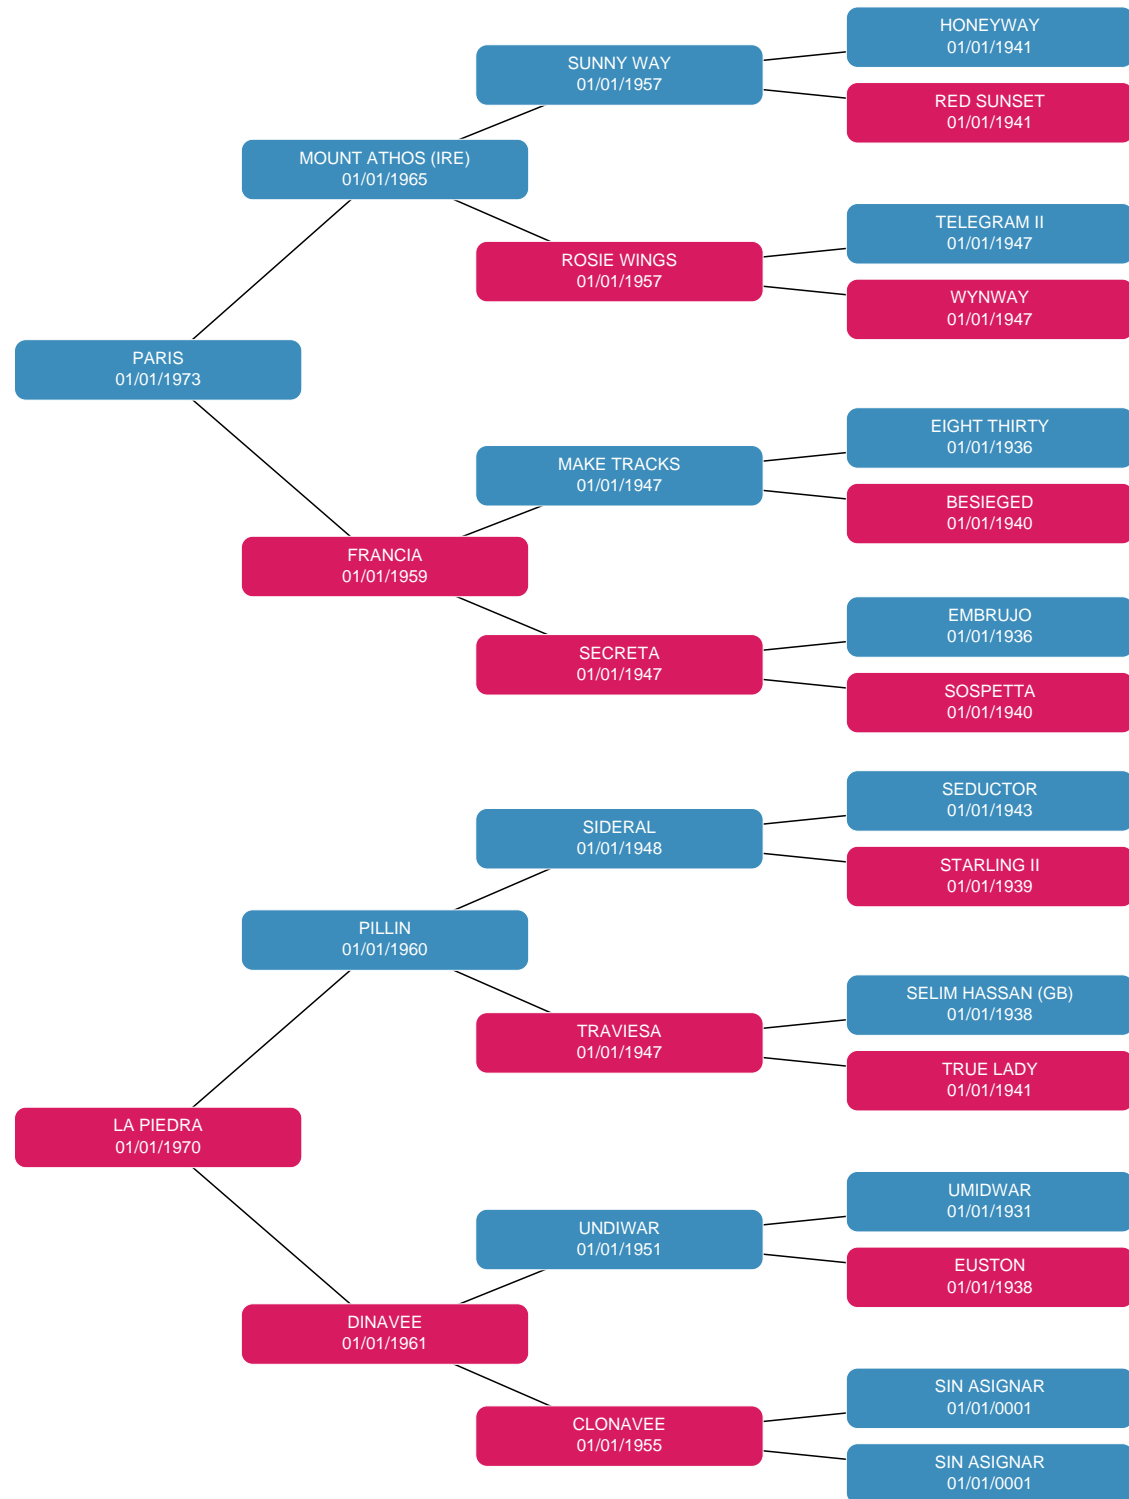 HONEYWAY
01/01/1941
SUNNY WAY
01/01/1957
RED SUNSET
01/01/1941
MOUNT ATHOS (IRE)
01/01/1965
TELEGRAM II
01/01/1947
ROSIE WINGS
01/01/1957
WYNWAY
01/01/1947
PARIS
01/01/1973
EIGHT THIRTY
01/01/1936
MAKE TRACKS
01/01/1947
BESIEGED
01/01/1940
FRANCIA
01/01/1959
EMBRUJO
01/01/1936
SECRETA
01/01/1947
SOSPETTA
01/01/1940
SEDUCTOR
01/01/1943
SIDERAL
01/01/1948
STARLING II
01/01/1939
PILLIN
01/01/1960
SELIM HASSAN (GB)
01/01/1938
TRAVIESA
01/01/1947
TRUE LADY
01/01/1941
LA PIEDRA
01/01/1970
UMIDWAR
01/01/1931
UNDIWAR
01/01/1951
EUSTON
01/01/1938
DINAVEE
01/01/1961
SIN ASIGNAR
01/01/0001
CLONAVEE
01/01/1955
SIN ASIGNAR
01/01/0001